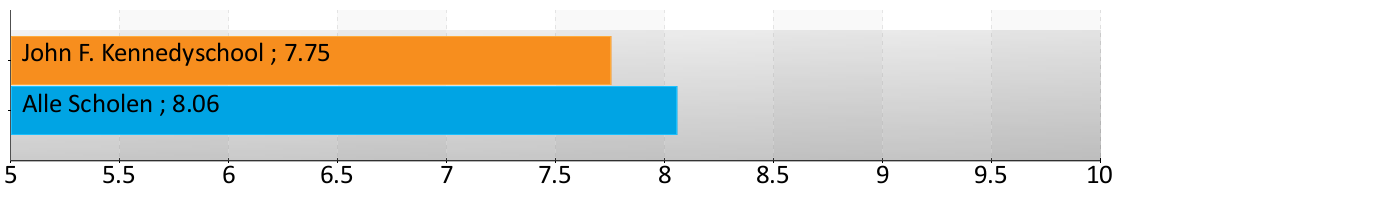 John F. Kennedyschool ; 7.75
Alle Scholen ; 8.06
5 5.5 6 6.5 7 7.5 8 8.5 9 9.5 10